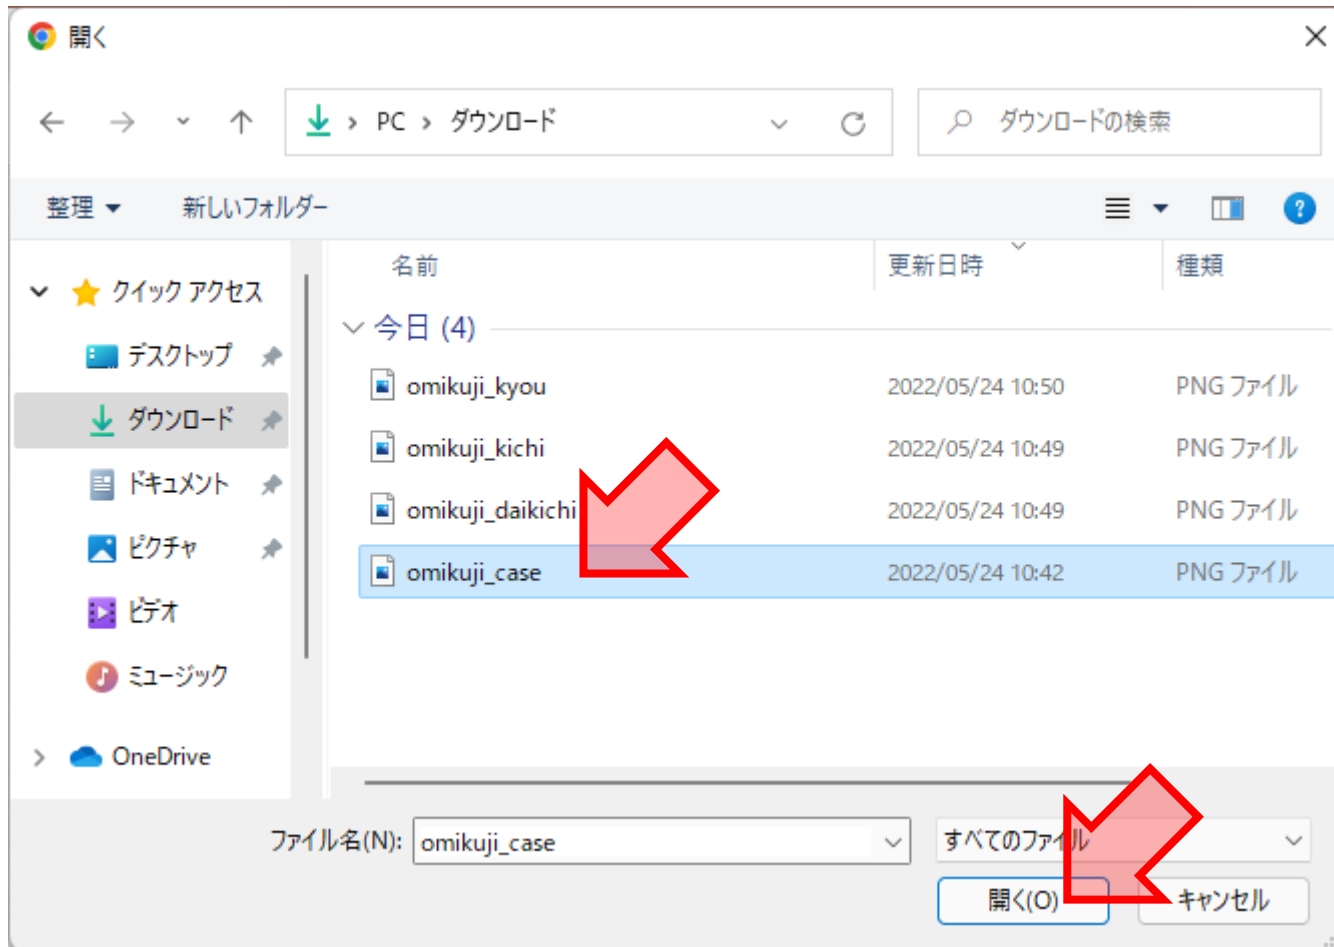 開く
PC › ダウンロード
ダウンロードの検索
整理
新しいフォルダー
?
名前
更新日時
種類
クイック アクセス
デスクトップ
ダウンロード
ドキュメント
ピクチャ
ビデオ
ミュージック
OneDrive
今日 (4)
omikuji_kyou 2022/05/24 10:50 PNG ファイル
omikuji_kichi 2022/05/24 10:49 PNG ファイル
omikuji_daikichi 2022/05/24 10:49 PNG ファイル
omikuji_case 2022/05/24 10:42 PNG ファイル
ファイル名(N): omikuji_case
すべてのファイル
開く(O)
キャンセル